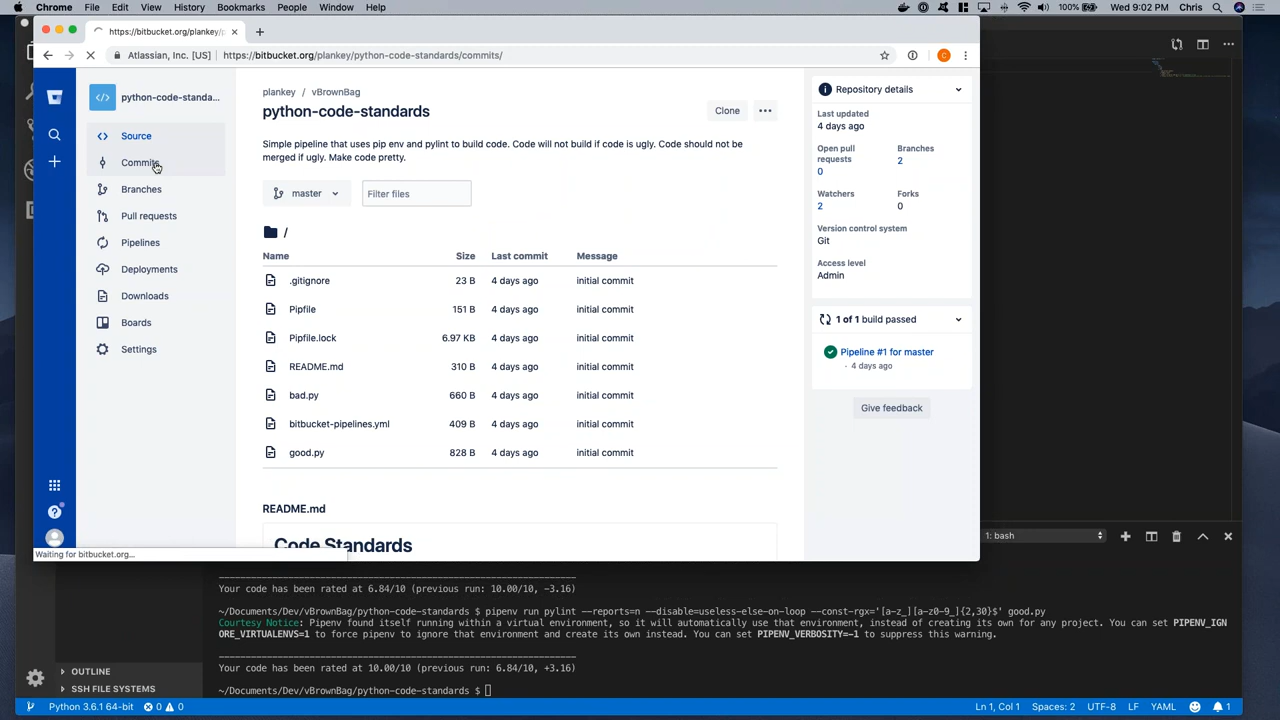 Chrome File Edit View History Bookmarks People Window Help
100% Wed 9:02 PM Chris
https://bitbucket.org/plankey/p
Atlassian, Inc. [US] https://bitbucket.org/plankey/python-code-standards/commits/
python-code-standa...
Source
Commits
Branches
Pull requests
Pipelines
Deployments
Downloads
Boards
Settings
plankey / vBrownBag
python-code-standards
Clone
Simple pipeline that uses pip env and pylint to build code. Code will not build if code is ugly. Code should not be
merged if ugly. Make code pretty.
master
Filter files
/
Name Size Last commit Message
.gitignore 23 B 4 days ago initial commit
Pipfile 151 B 4 days ago initial commit
Pipfile.lock 6.97 KB 4 days ago initial commit
README.md 310 B 4 days ago initial commit
bad.py 660 B 4 days ago initial commit
bitbucket-pipelines.yml 409 B 4 days ago initial commit
good.py 828 B 4 days ago initial commit
README.md
Code Standards
Repository details
Last updated
4 days ago
Open pull
requests
0
Branches
2
Watchers
2
Forks
0
Version control system
Git
Access level
Admin
1 of 1 build passed
Pipeline #1 for master
· 4 days ago
Give feedback
Waiting for bitbucket.org...
1: bash
Your code has been rated at 6.84/10 (previous run: 10.00/10, -3.16)
~/Documents/Dev/vBrownBag/python-code-standards $ pipenv run pylint --reports=n --disable=useless-else-on-loop --const-rgx='[a-z_][a-z0-9_]{2,30}$' good.py
Courtesy Notice: Pipenv found itself running within a virtual environment, so it will automatically use that environment, instead of creating its own for any project. You can set PIPENV_IGN
ORE_VIRTUALENVS=1 to force pipenv to ignore that environment and create its own instead. You can set PIPENV_VERBOSITY=-1 to suppress this warning.
Your code has been rated at 10.00/10 (previous run: 6.84/10, +3.16)
~/Documents/Dev/vBrownBag/python-code-standards $
OUTLINE
SSH FILE SYSTEMS
Python 3.6.1 64-bit 0 0
Ln 1, Col 1 Spaces: 2 UTF-8 LF YAML 1